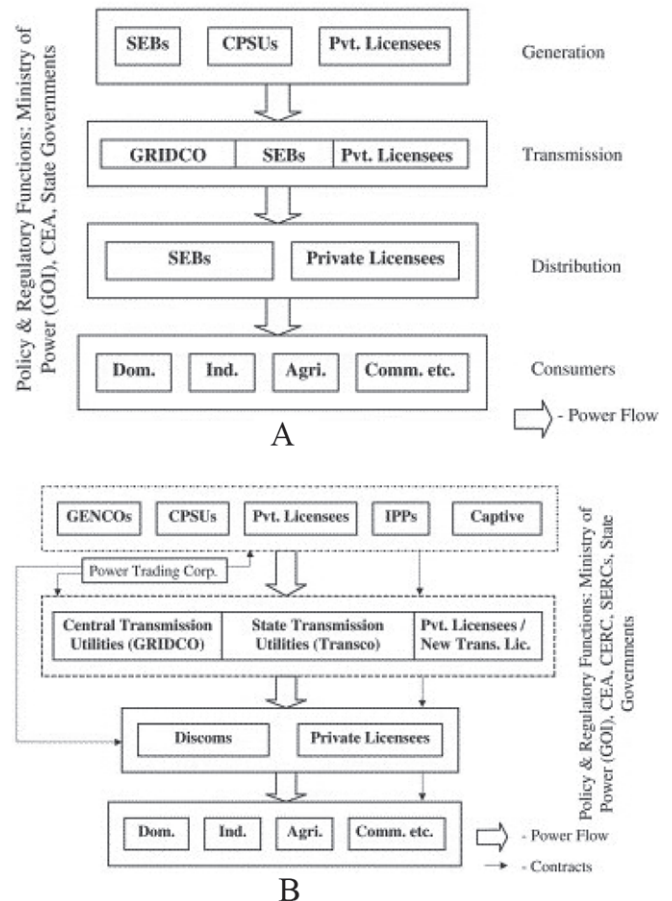 Policy & Regulatory Functions: Ministry of
Power (GOI), CEA, State Governments
SEBs CPSUs Pvt. Licensees
Generation
GRIDCO SEBs Pvt. Licensees
Transmission
SEBs Private Licensees
Distribution
Dom. Ind. Agri. Comm. etc.
Consumers
- Power Flow
A
GENCOs CPSUs Pvt. Licensees IPPs Captive
Power Trading Corp.
Central Transmission
Utilities (GRIDCO)
State Transmission
Utilities (Transco)
Pvt. Licensees /
New Trans. Lic.
Discoms Private Licensees
Dom. Ind. Agri. Comm. etc.
Policy & Regulatory Functions: Ministry of
Power (GOI), CEA, CERC, SERCs, State
Governments
- Power Flow
- Contracts
B